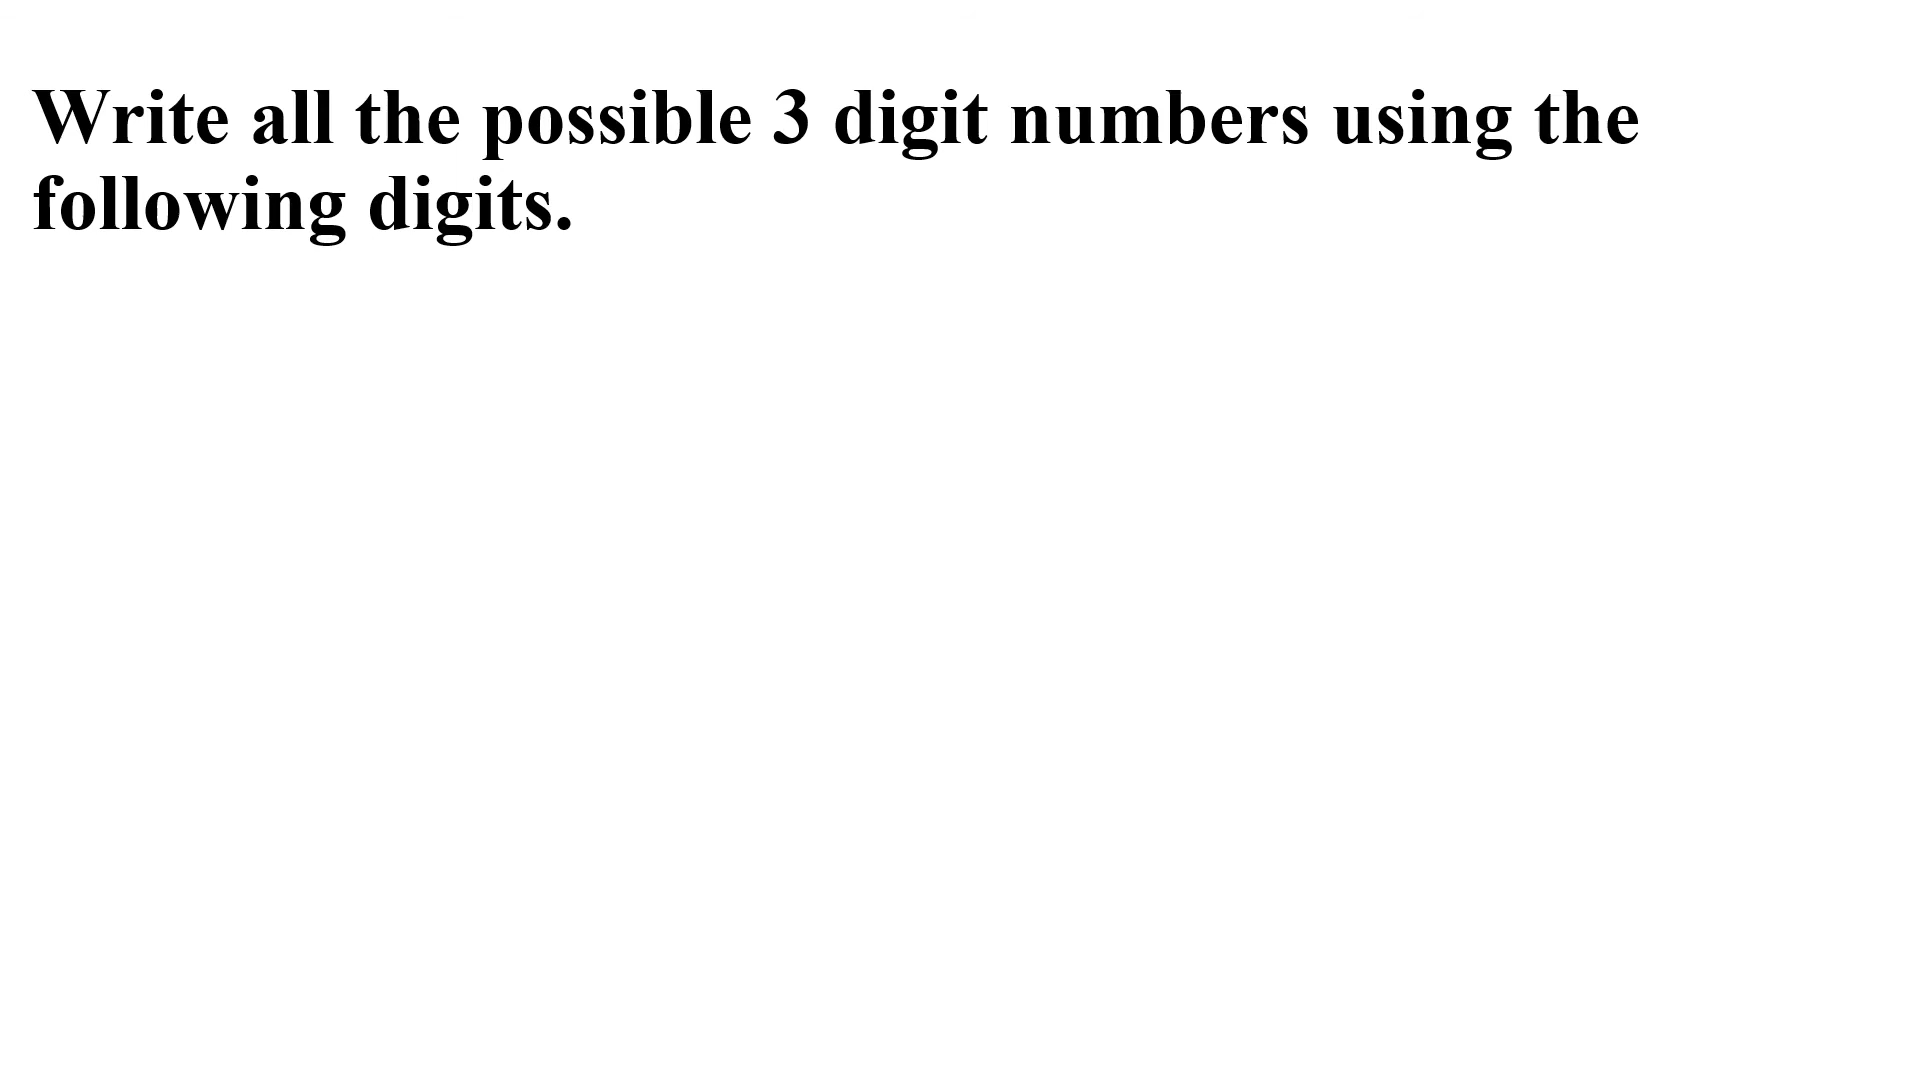 Write all the possible 3 digit numbers using the
following digits.